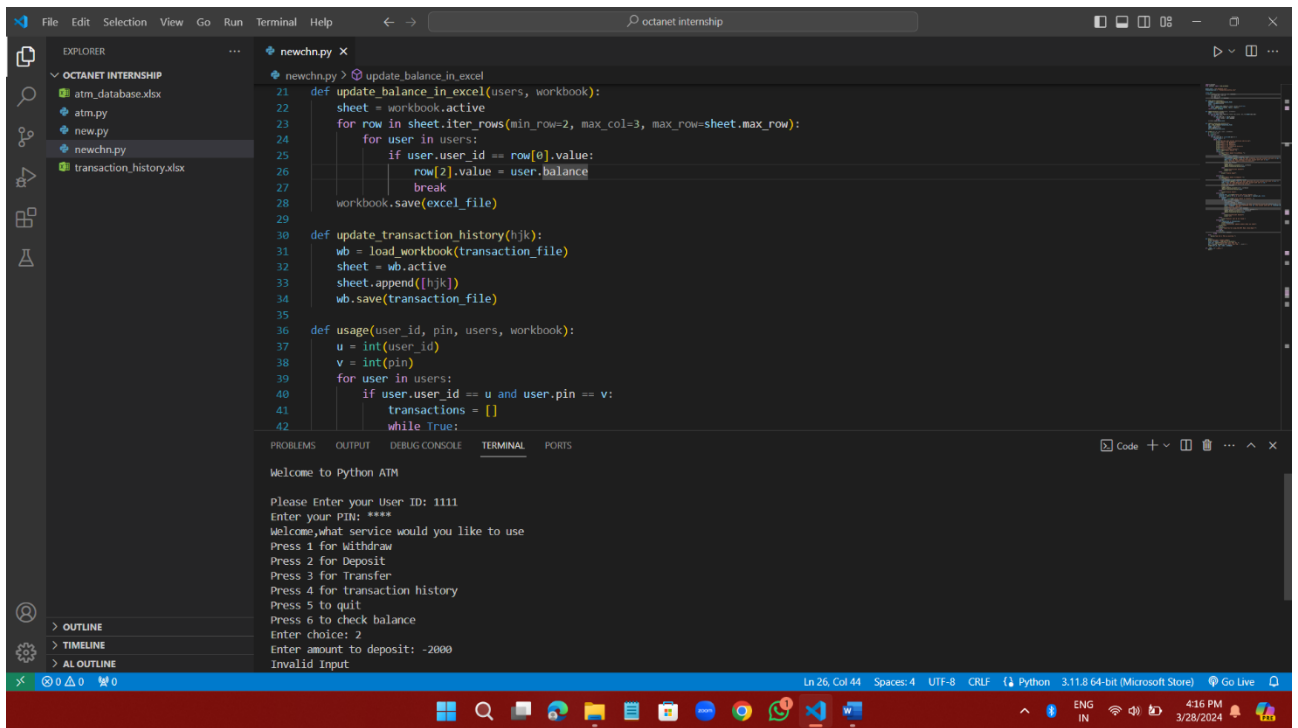 File Edit Selection View Go Run Terminal Help
octanet internship
EXPLORER
newchn.py
OCTANET INTERNSHIP
atm_database.xlsx
atm.py
new.py
newchn.py
transaction_history.xlsx
OUTLINE
TIMELINE
AL OUTLINE
newchn.py > update_balance_in_excel
21 def update_balance_in_excel(users, workbook):
22 sheet = workbook.active
23 for row in sheet.iter_rows(min_row=2, max_col=3, max_row=sheet.max_row):
24 for user in users:
25 if user.user_id == row[0].value:
26 row[2].value = user.balance
27 break
28 workbook.save(excel_file)
29
30 def update_transaction_history(hjk):
31 wb = load_workbook(transaction_file)
32 sheet = wb.active
33 sheet.append([hjk])
34 wb.save(transaction_file)
35
36 def usage(user_id, pin, users, workbook):
37 u = int(user_id)
38 v = int(pin)
39 for user in users:
40 if user.user_id == u and user.pin == v:
41 transactions = []
42 while True:
PROBLEMS OUTPUT DEBUG CONSOLE TERMINAL PORTS
Code
Welcome to Python ATM
Please Enter your User ID: 1111
Enter your PIN: ****
Welcome,what service would you like to use
Press 1 for Withdraw
Press 2 for Deposit
Press 3 for Transfer
Press 4 for transaction history
Press 5 to quit
Press 6 to check balance
Enter choice: 2
Enter amount to deposit: -2000
Invalid Input
0 0 0 Ln 26, Col 44 Spaces: 4 UTF-8 CRLF Python 3.11.8 64-bit (Microsoft Store) Go Live
zoom
ENG
IN
4:16 PM
3/28/2024